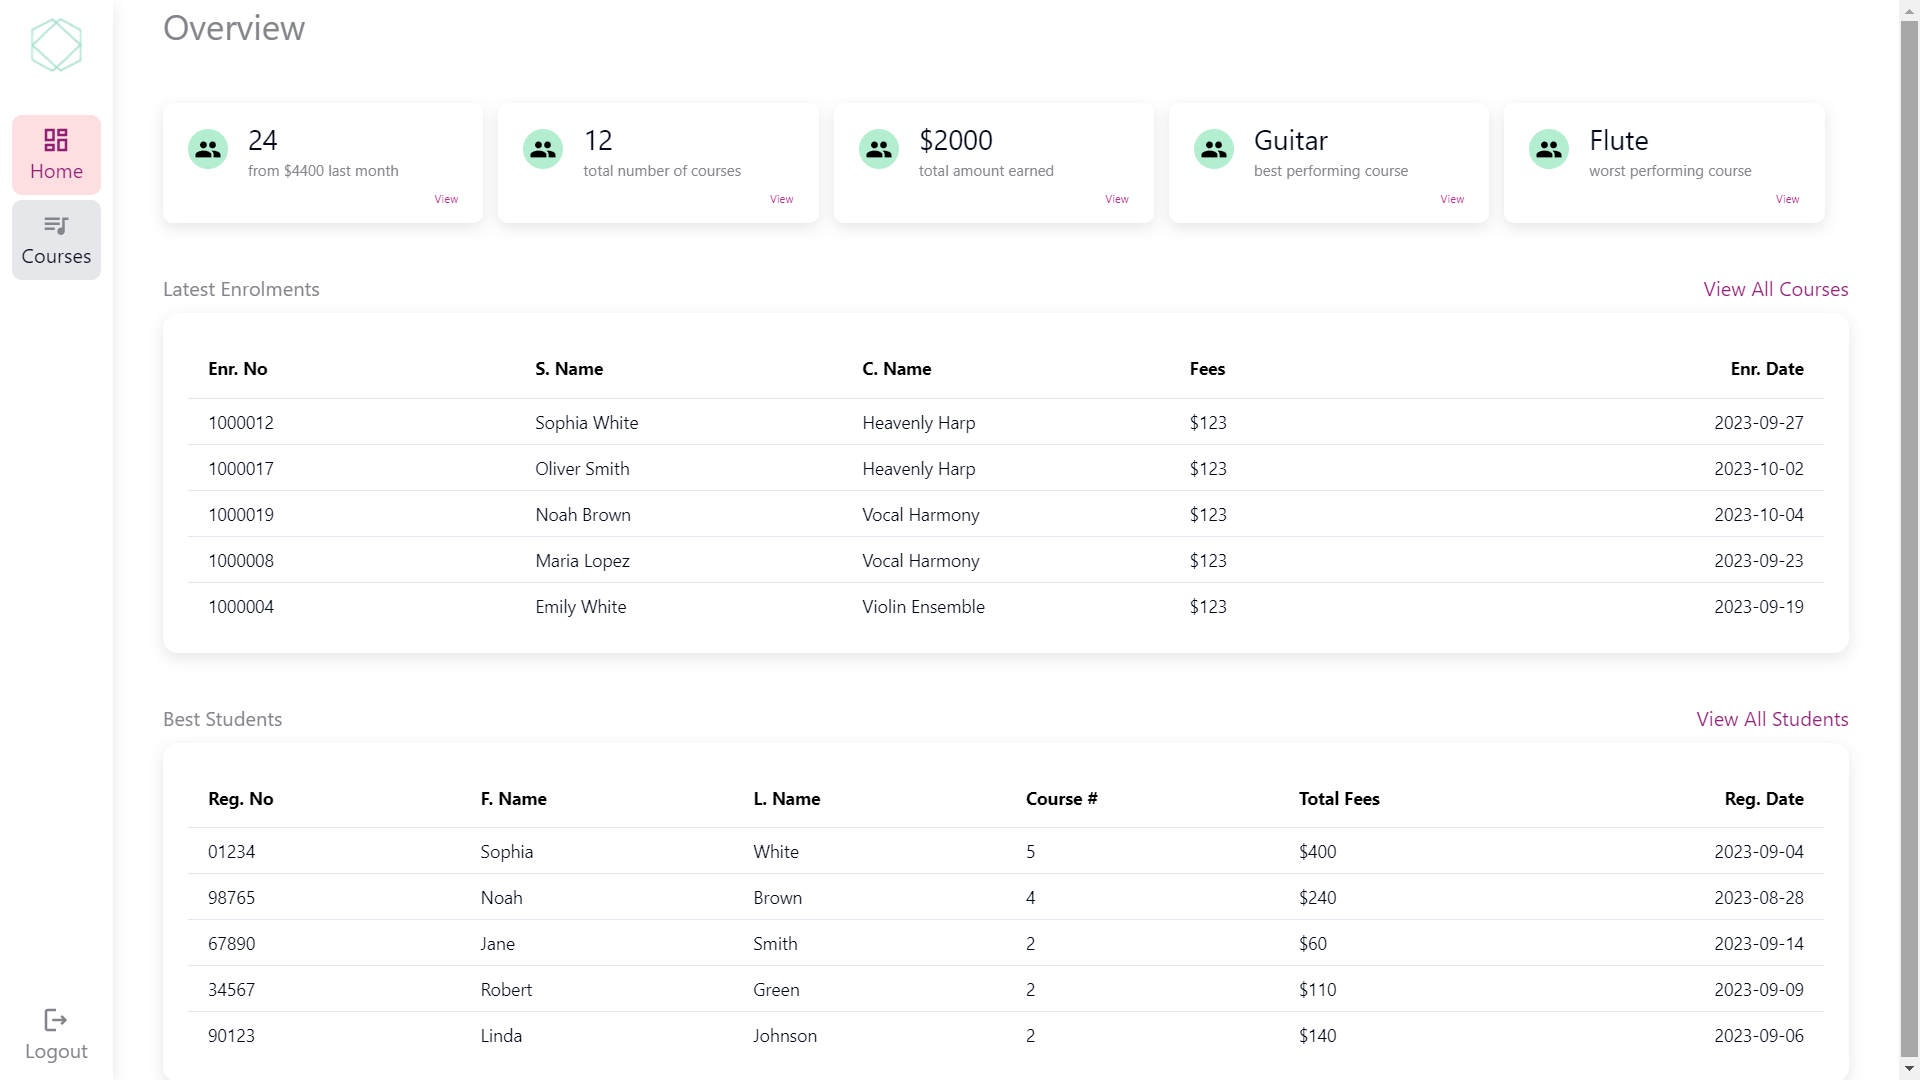 Overview
Home
Courses
Logout
24
from $4400 last month
View
12
total number of courses
View
$2000
total amount earned
View
Guitar
best performing course
View
Flute
worst performing course
View
Latest Enrolments View All Courses
Enr. No S. Name C. Name Fees Enr. Date
1000012 Sophia White Heavenly Harp $123 2023-09-27
1000017 Oliver Smith Heavenly Harp $123 2023-10-02
1000019 Noah Brown Vocal Harmony $123 2023-10-04
1000008 Maria Lopez Vocal Harmony $123 2023-09-23
1000004 Emily White Violin Ensemble $123 2023-09-19
Best Students View All Students
Reg. No F. Name L. Name Course # Total Fees Reg. Date
01234 Sophia White 5 $400 2023-09-04
98765 Noah Brown 4 $240 2023-08-28
67890 Jane Smith 2 $60 2023-09-14
34567 Robert Green 2 $110 2023-09-09
90123 Linda Johnson 2 $140 2023-09-06